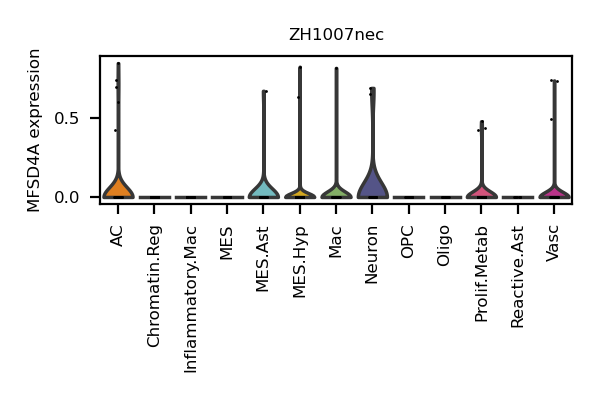 ZH1007nec
MFSD4A expression
0.5
0.0
AC
Chromatin.Reg
Inflammatory.Mac
MES
MES.Ast
MES.Hyp
Mac
Neuron
OPC
Oligo
Prolif.Metab
Reactive.Ast
Vasc